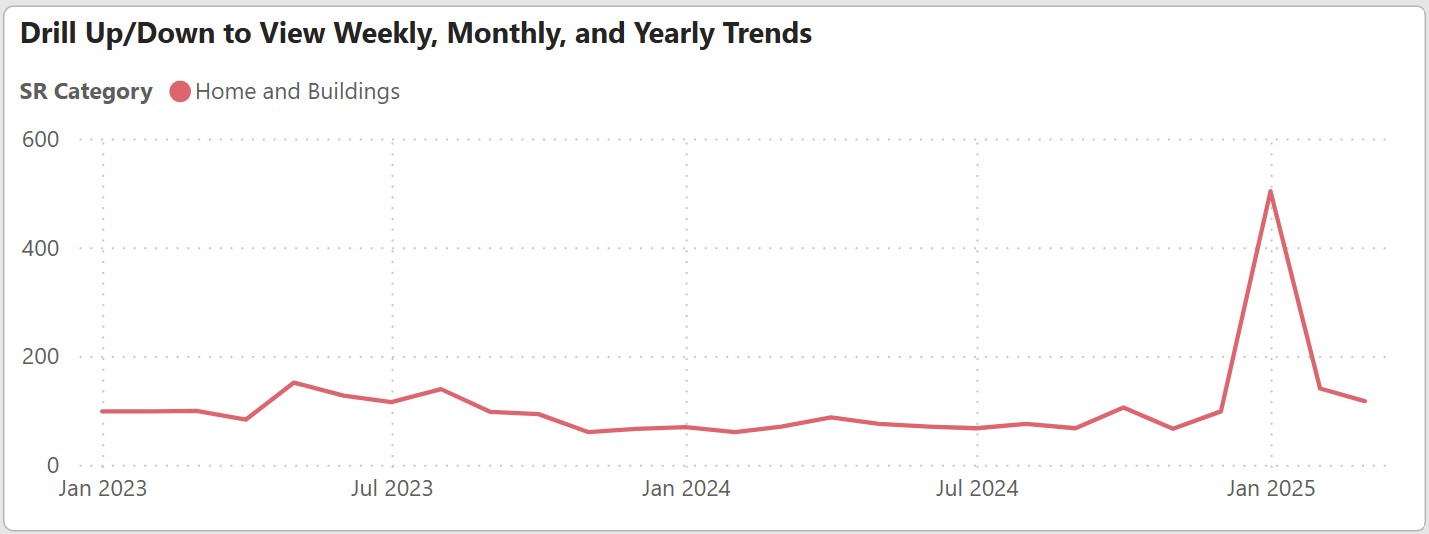 Drill Up/Down to View Weekly, Monthly, and Yearly Trends
SR Category Home and Buildings
600
400
200
0
Jan 2023 Jul 2023 Jan 2024 Jul 2024 Jan 2025